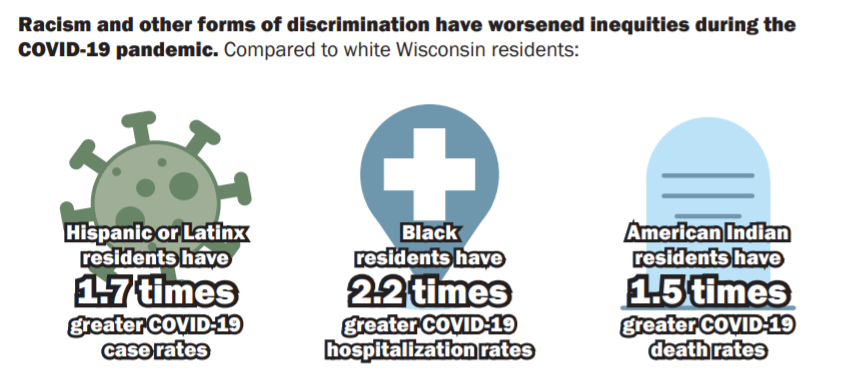 Racism and other forms of discrimination have worsened inequities during the
COVID-19 pandemic. Compared to white Wisconsin residents:
Hispanic or Latinx
residents have
1.7 times
greater COVID-19
case rates
Black
residents have
2.2 times
greater COVID-19
hospitalization rates
American Indian
residents have
1.5 times
greater COVID-19
death rates